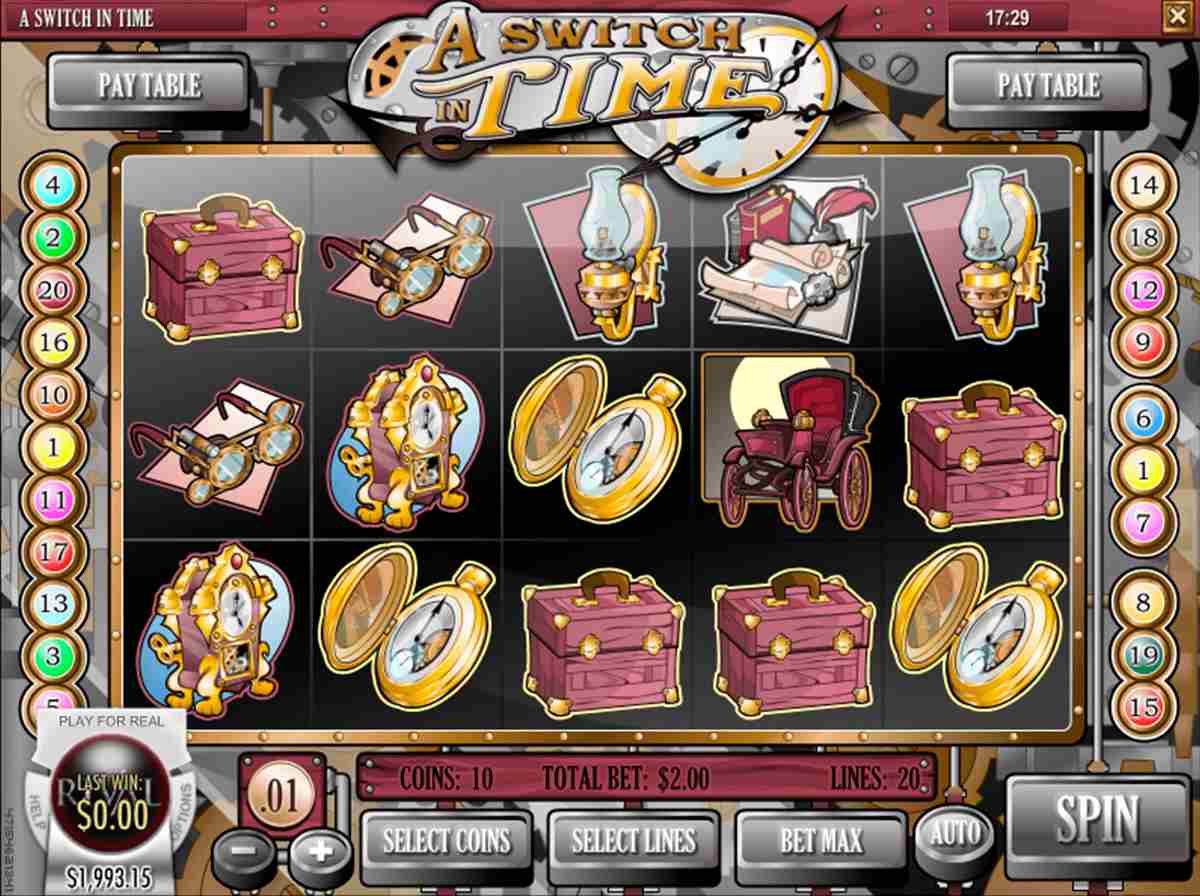 A SWITCH IN TIME
17:29
X
A SWITCH
IN TIME
PAY TABLE
PAY TABLE
4
2
20
16
10
1
11
17
13
3
5
14
18
12
9
6
1
7
8
19
15
PLAY FOR REAL
HELP
OPTIONS
RIVAL
LAST WIN:
$0.00
$1,993.15
.01
-
+
COINS: 10 TOTAL BET: $2.00 LINES: 20
SELECT COINS
SELECT LINES
BET MAX
AUTO
SPIN